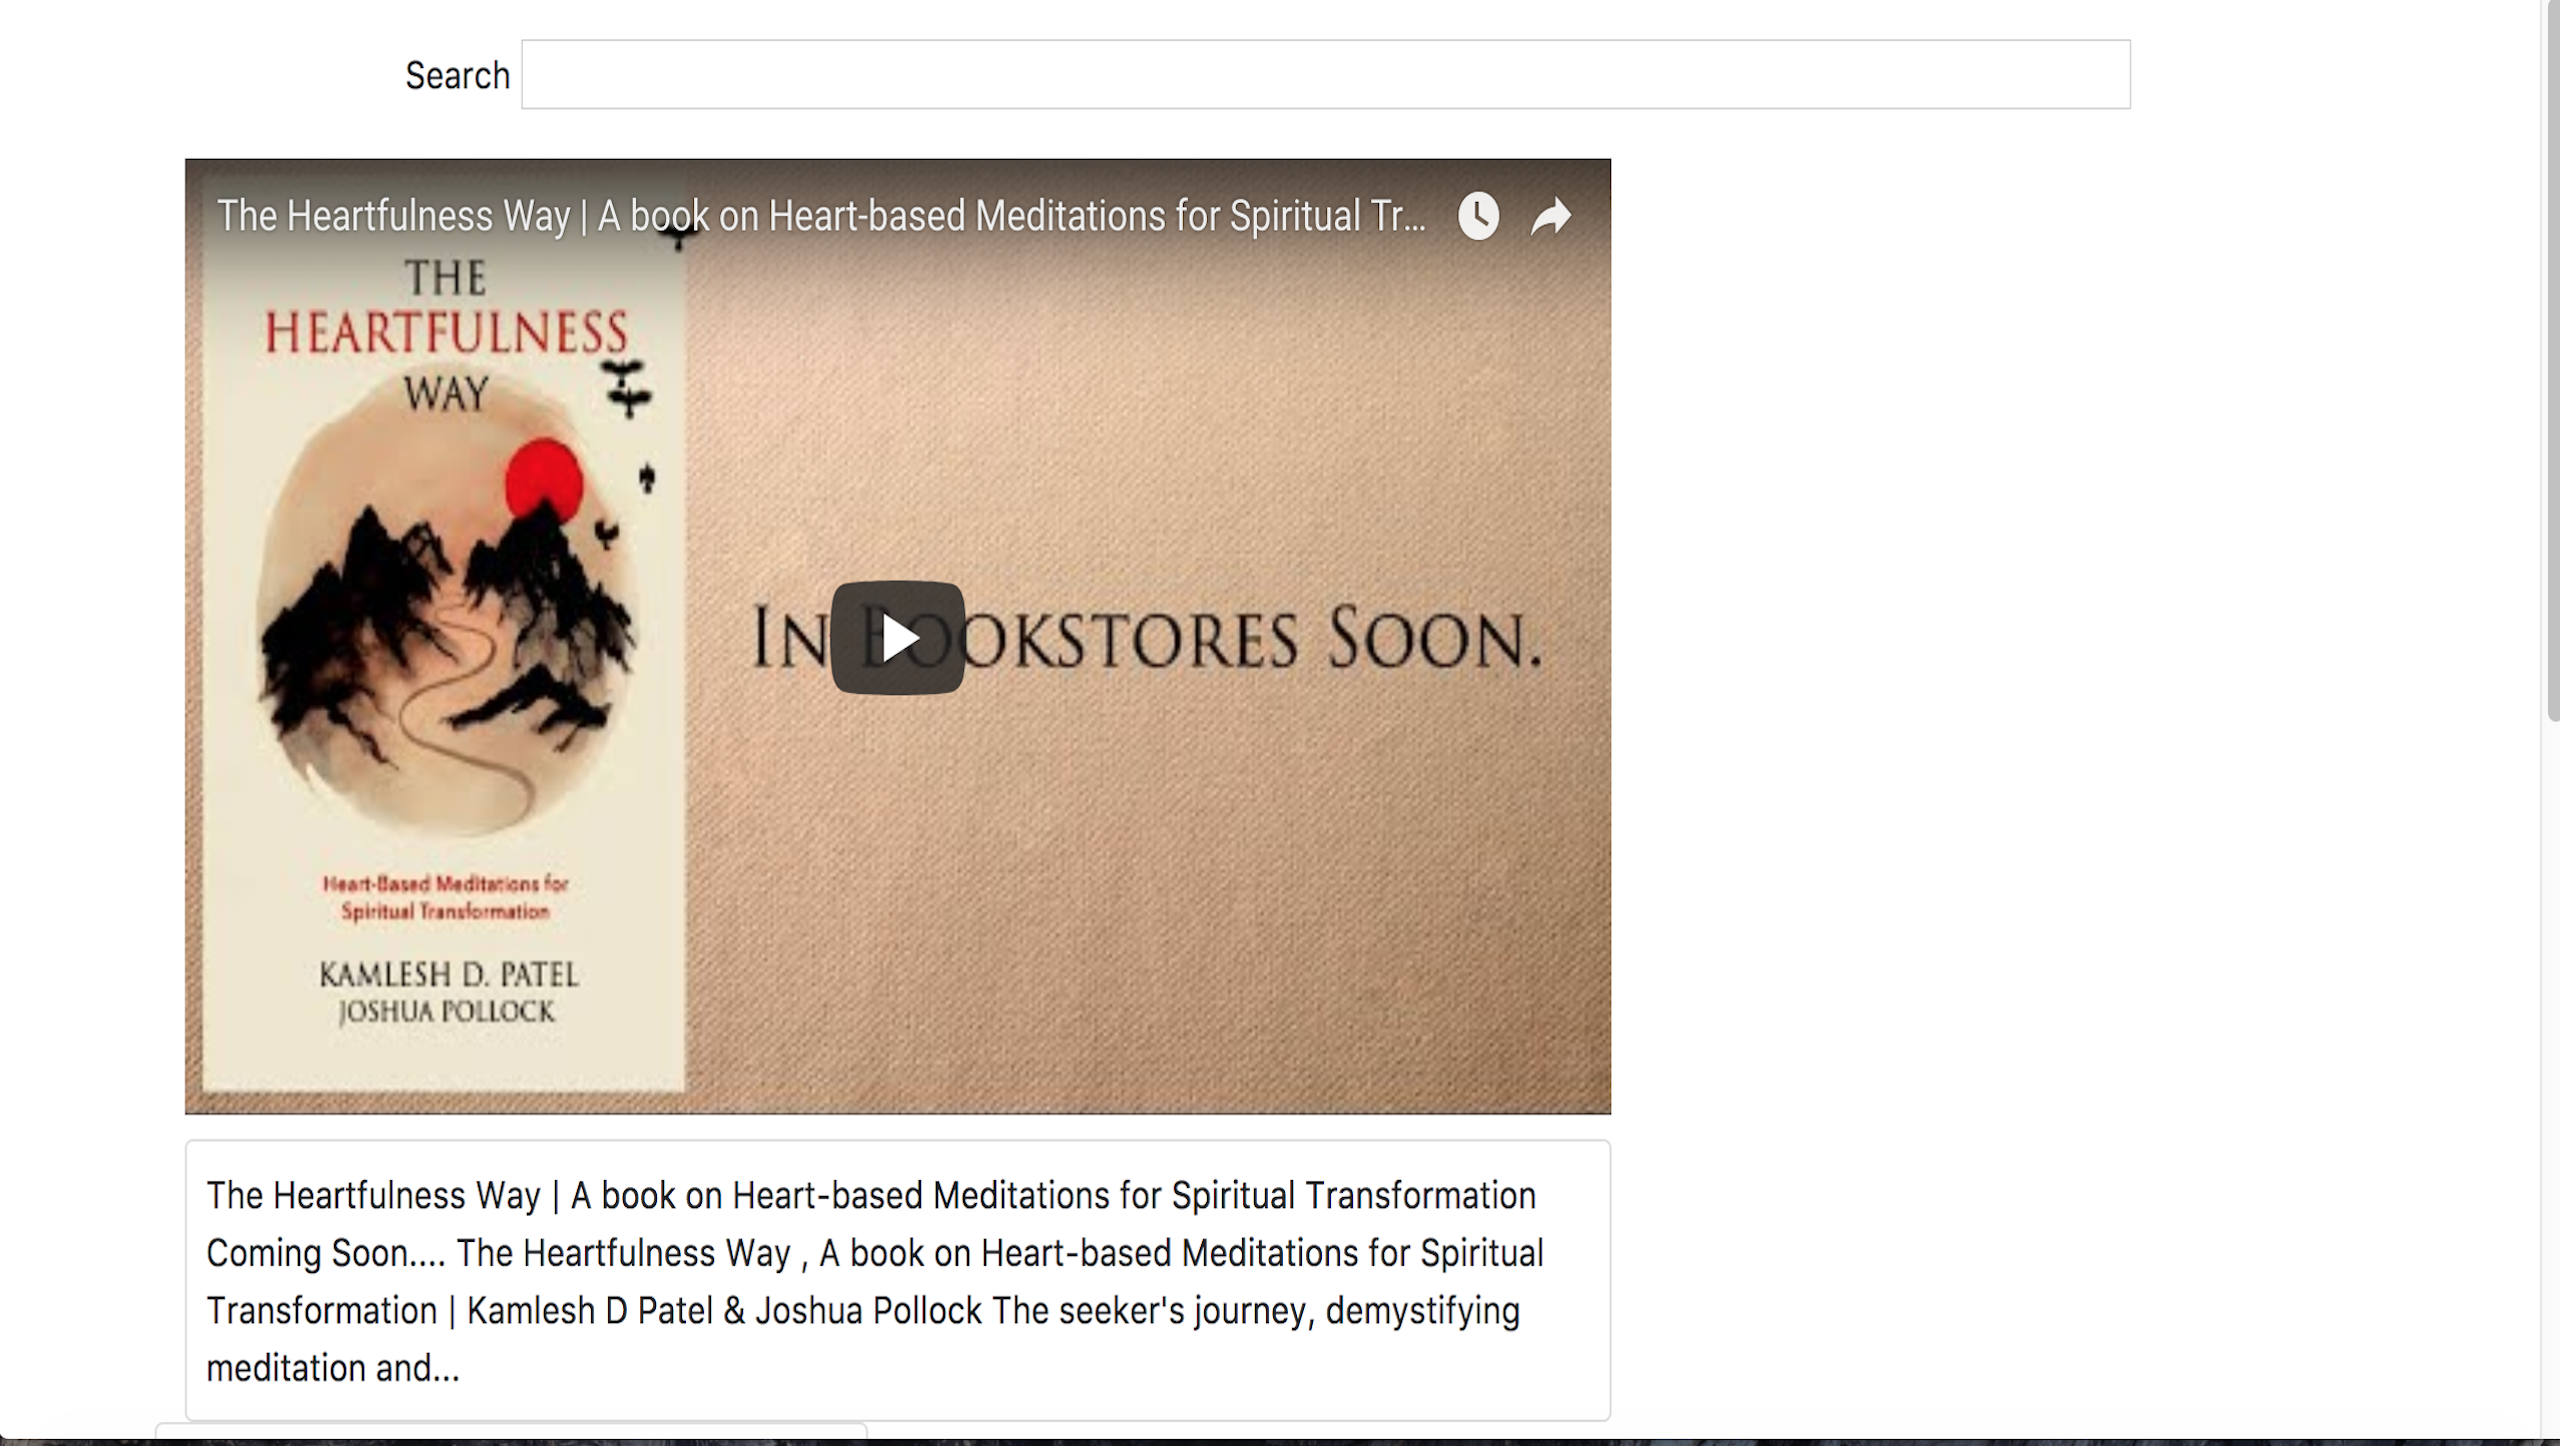 Search
The Heartfulness Way | A book on Heart-based Meditations for Spiritual Tr...
THE
HEARTFULNESS
WAY
IN BOOKSTORES SOON.
Heart-Based Meditations for
Spiritual Transformation
KAMLESH D. PATEL
JOSHUA POLLOCK
The Heartfulness Way | A book on Heart-based Meditations for Spiritual Transformation
Coming Soon.... The Heartfulness Way , A book on Heart-based Meditations for Spiritual
Transformation | Kamlesh D Patel & Joshua Pollock The seeker's journey, demystifying
meditation and...